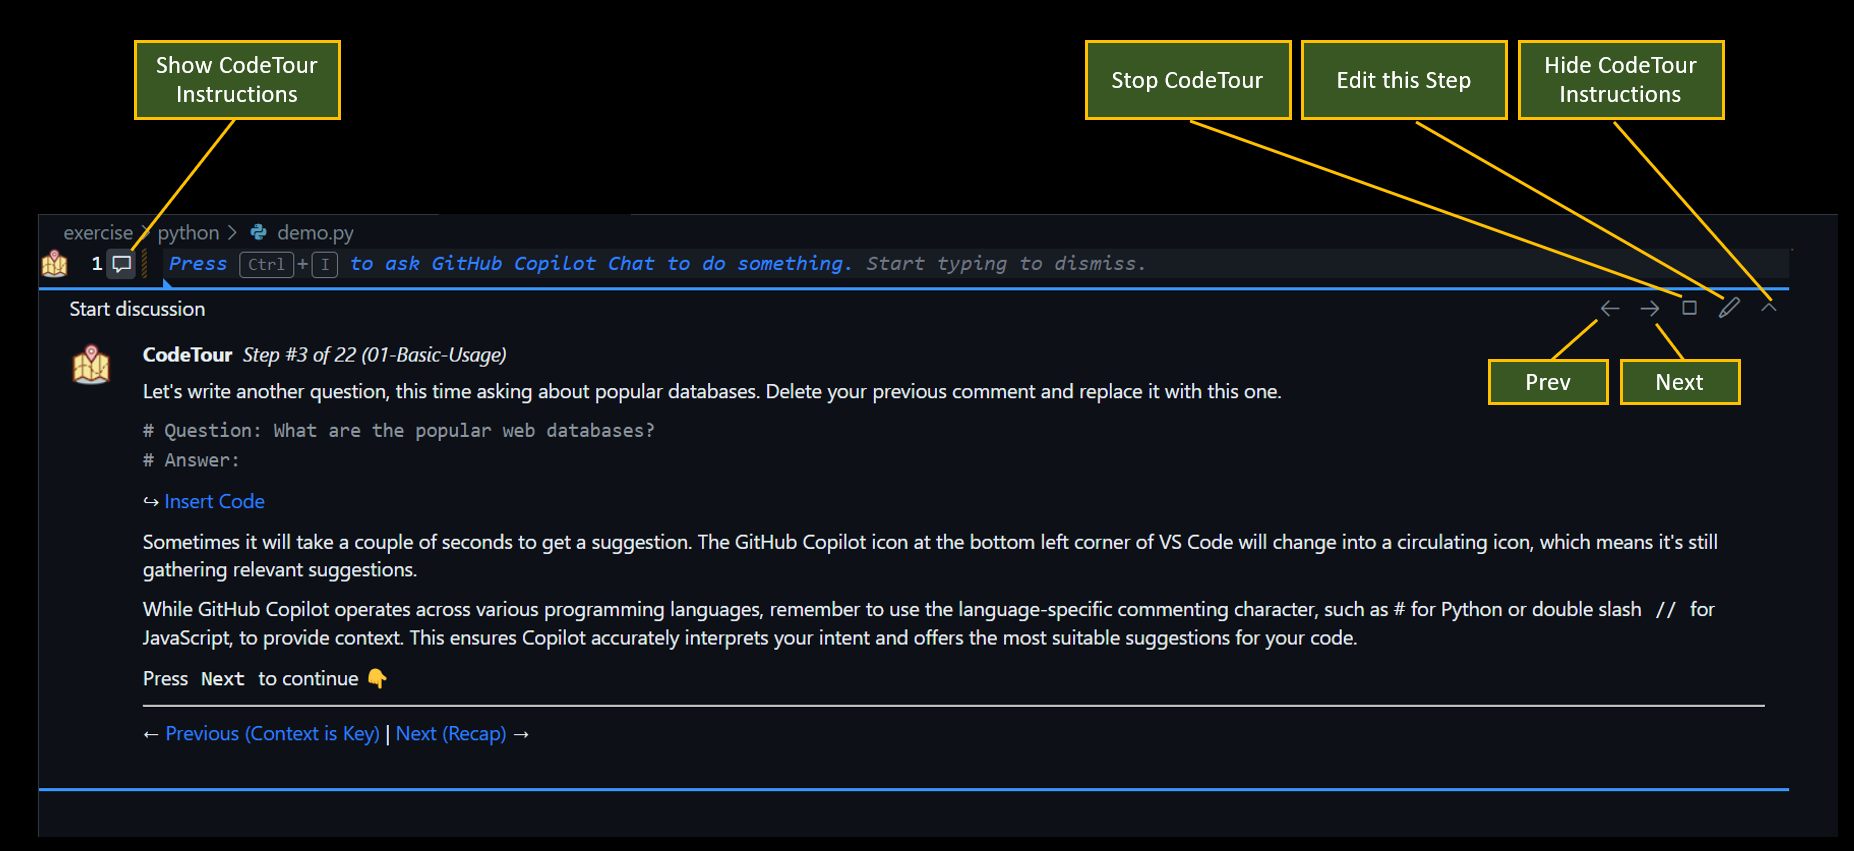 Show CodeTour
Instructions
Stop CodeTour
Edit this Step
Hide CodeTour
Instructions
exercise > python > demo.py
1 Press Ctrl+I to ask GitHub Copilot Chat to do something. Start typing to dismiss.
Start discussion
Prev
Next
CodeTour Step #3 of 22 (01-Basic-Usage)
Let's write another question, this time asking about popular databases. Delete your previous comment and replace it with this one.
# Question: What are the popular web databases?
# Answer:
↪ Insert Code
Sometimes it will take a couple of seconds to get a suggestion. The GitHub Copilot icon at the bottom left corner of VS Code will change into a circulating icon, which means it's still
gathering relevant suggestions.
While GitHub Copilot operates across various programming languages, remember to use the language-specific commenting character, such as # for Python or double slash // for
JavaScript, to provide context. This ensures Copilot accurately interprets your intent and offers the most suitable suggestions for your code.
Press Next to continue 👇
← Previous (Context is Key) | Next (Recap) →